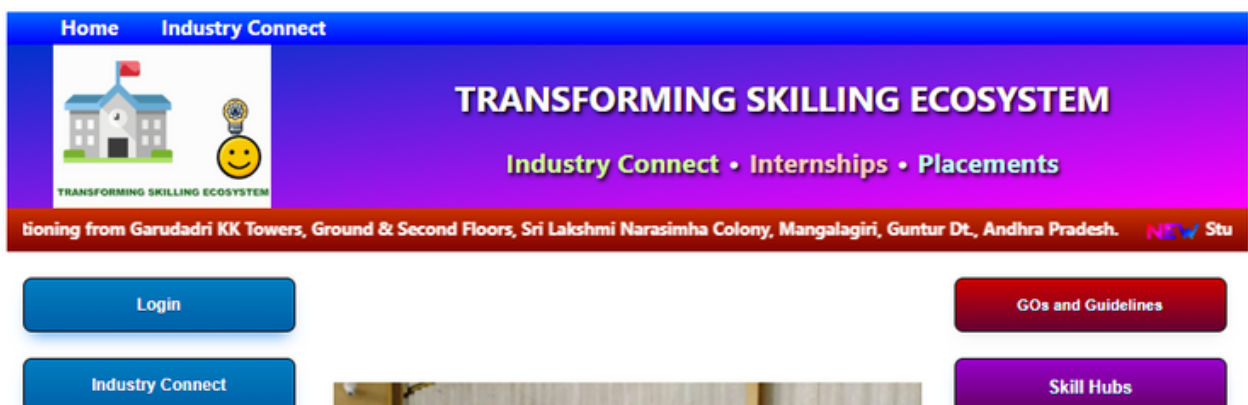 Home Industry Connect
TRANSFORMING SKILLING ECOSYSTEM
TRANSFORMING SKILLING ECOSYSTEM
Industry Connect • Internships • Placements
tioning from Garudadri KK Towers, Ground & Second Floors, Sri Lakshmi Narasimha Colony, Mangalagiri, Guntur Dt., Andhra Pradesh. NEW Stu
Login
GOs and Guidelines
Industry Connect
Skill Hubs